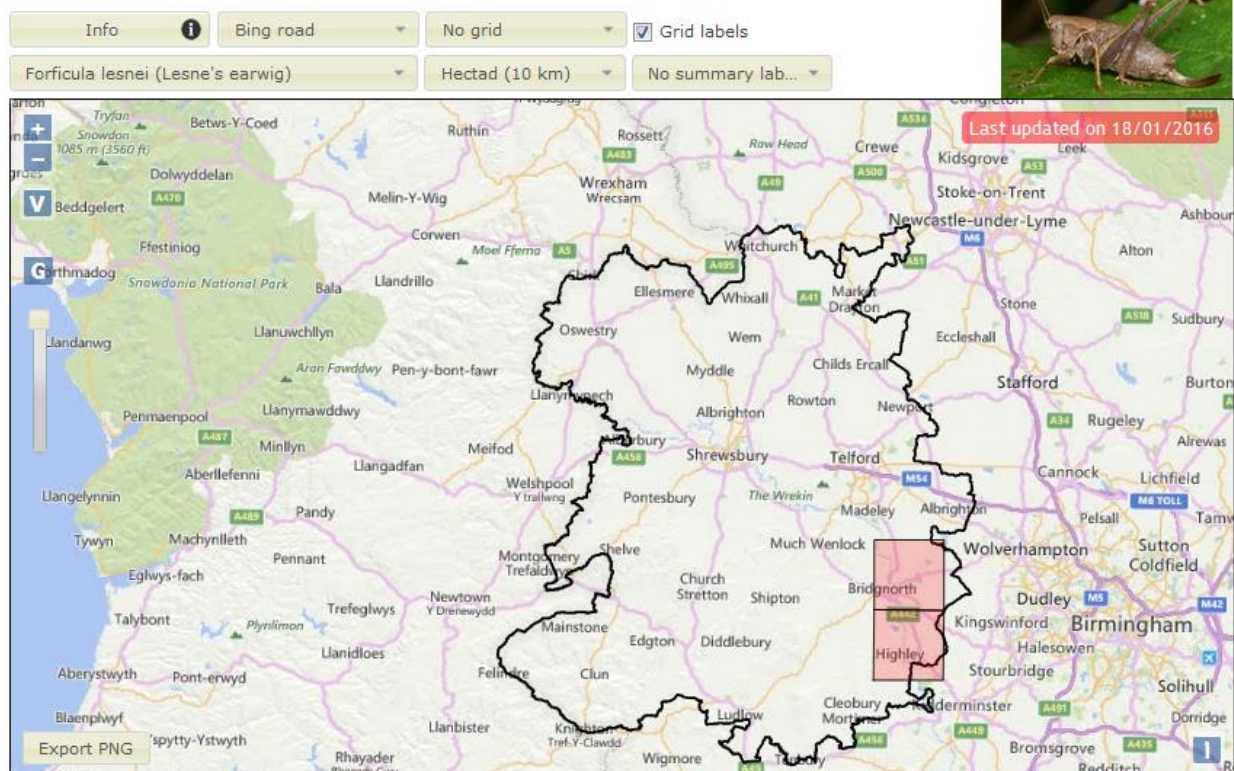 Info
Bing road
No grid
Grid labels
Forficula lesnei (Lesne's earwig)
Hectad (10 km)
No summary lab...
Last updated on 18/01/2016
Tryfan
Betws-Y-Coed
Ruthin
Rossett
A534
Snowdon
1085 m (3560 ft)
A483
Raw Head
Crewe
Kidsgrove
A53
Leek
Dolwyddelan
Wrexham
Wrecsam
A49
A500
Stoke-on-Trent
V
Beddgelert
A470
Melin-Y-Wig
Newcastle-under-Lyme
Ashbour
Ffestiniog
Corwen
Moel Fferna
A5
Whitchurch
M6
Alton
G
orthmadog
Snowdonia National Park
Bala
Llandrillo
Chirk
A495
A51
Ellesmere
Whixall
A41
Market
Drayton
Stone
A518
Sudbury
Llandanwg
Llanuwchllyn
Oswestry
Wem
Eccleshall
Aran Fawddwy
Pen-y-bont-fawr
Myddle
Childs Ercall
Stafford
Burton
Llanymynech
Rowton
Newport
Penmaenpool
Llanymawddwy
Albrighton
A34
Rugeley
A487
Minllyn
Meifod
Alberbury
A458
Shrewsbury
Telford
Alrewas
Aberllefenni
Llangadfan
M54
Cannock
Lichfield
Llangelynnin
Welshpool
Y trallwng
Pontesbury
The Wrekin
M6 TOLL
A489
Pandy
Madeley
Albrighton
Pelsall
Tamw
Tywyn
Machynlleth
Pennant
Montgomery
Trefaldwyn
Shelve
Much Wenlock
Wolverhampton
Sutton
Coldfield
Eglwys-fach
Church
Stretton
Bridgnorth
Dudley
M5
M42
Talybont
Trefeglwys
Newtown
Y Drenewydd
Shipton
A442
Kingswinford
Birmingham
Plynlimon
Mainstone
Edgton
Diddlebury
Halesowen
Llanidloes
Highley
Stourbridge
Aberystwyth
Pont-erwyd
Felindre
Clun
Solihull
Blaenplwyf
Llanbister
Ludlow
Cleobury
Mortimer
Kidderminster
A491
Dorridge
Export PNG
'spytty-Ystwyth
Knighton
Tref-Y-Clawdd
A456
A449
Bromsgrove
A435
Rhayader
Wigmore
Tenbury
Redditch